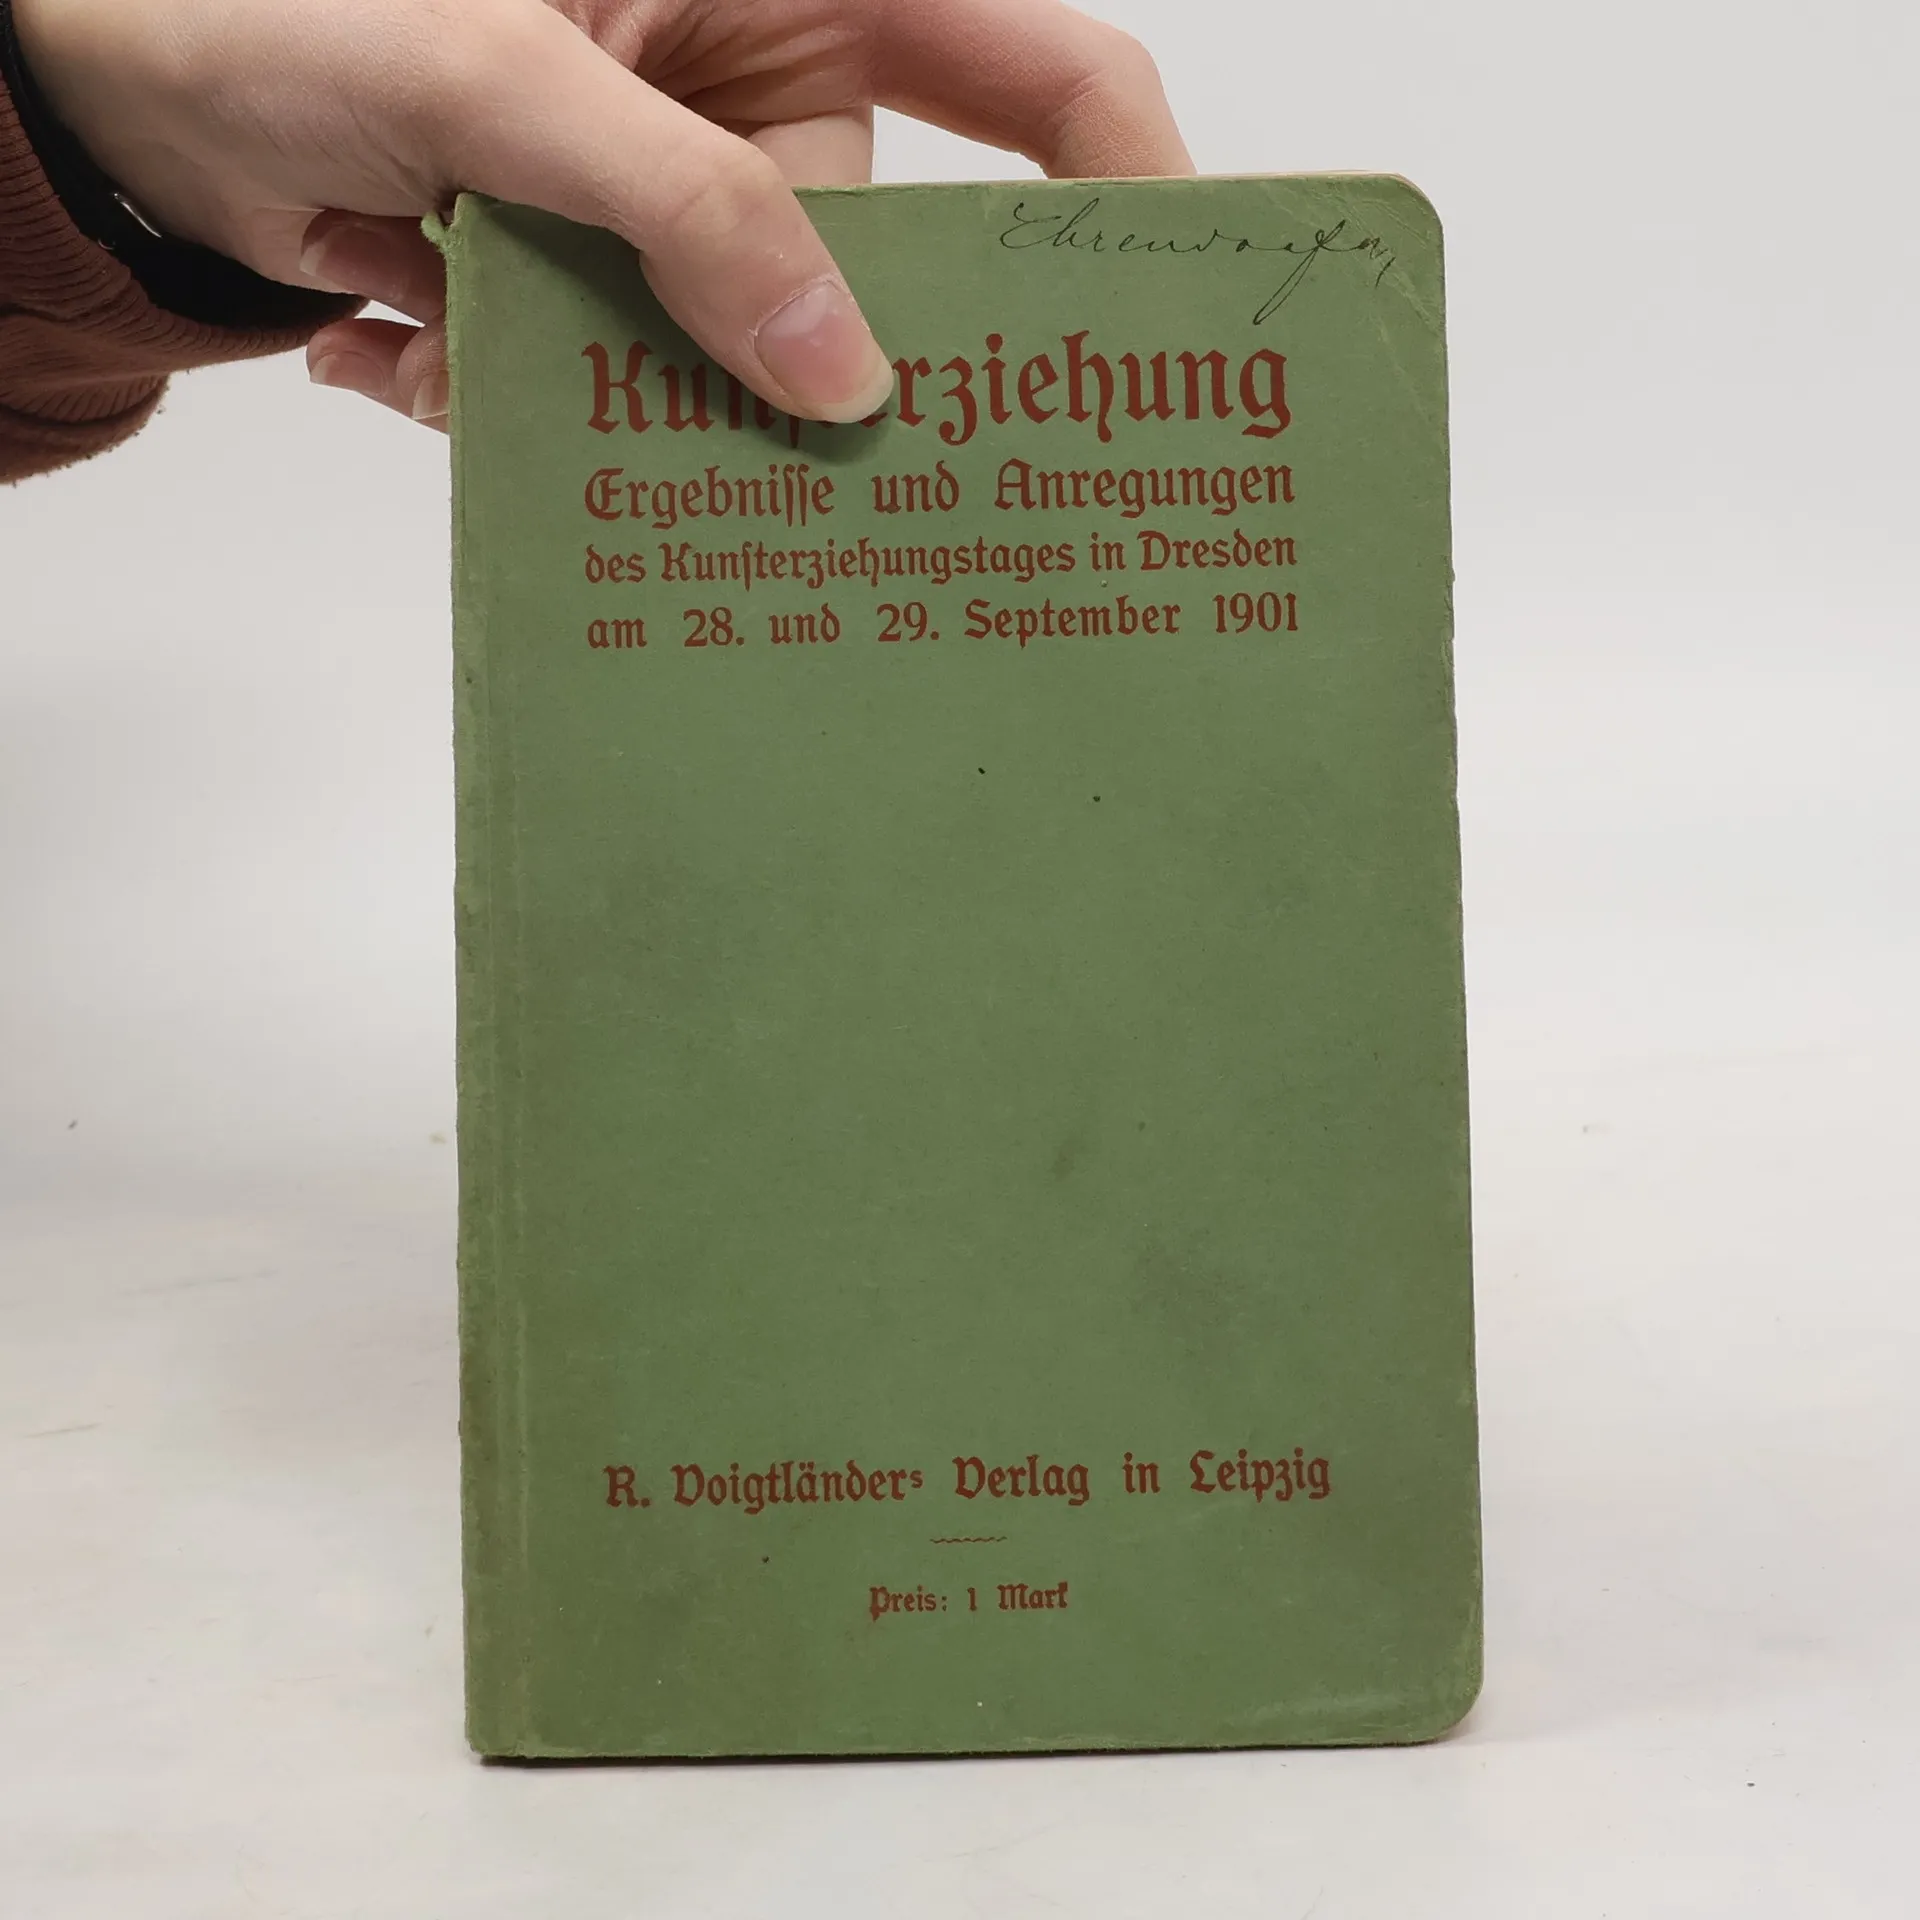 Kunsterziehung
Ergebnisse und Anregungen
des Kunsterziehungstages in Dresden
am 28. und 29. September 1901
R. Voigtländers Verlag in Leipzig
Preis: 1 Mark